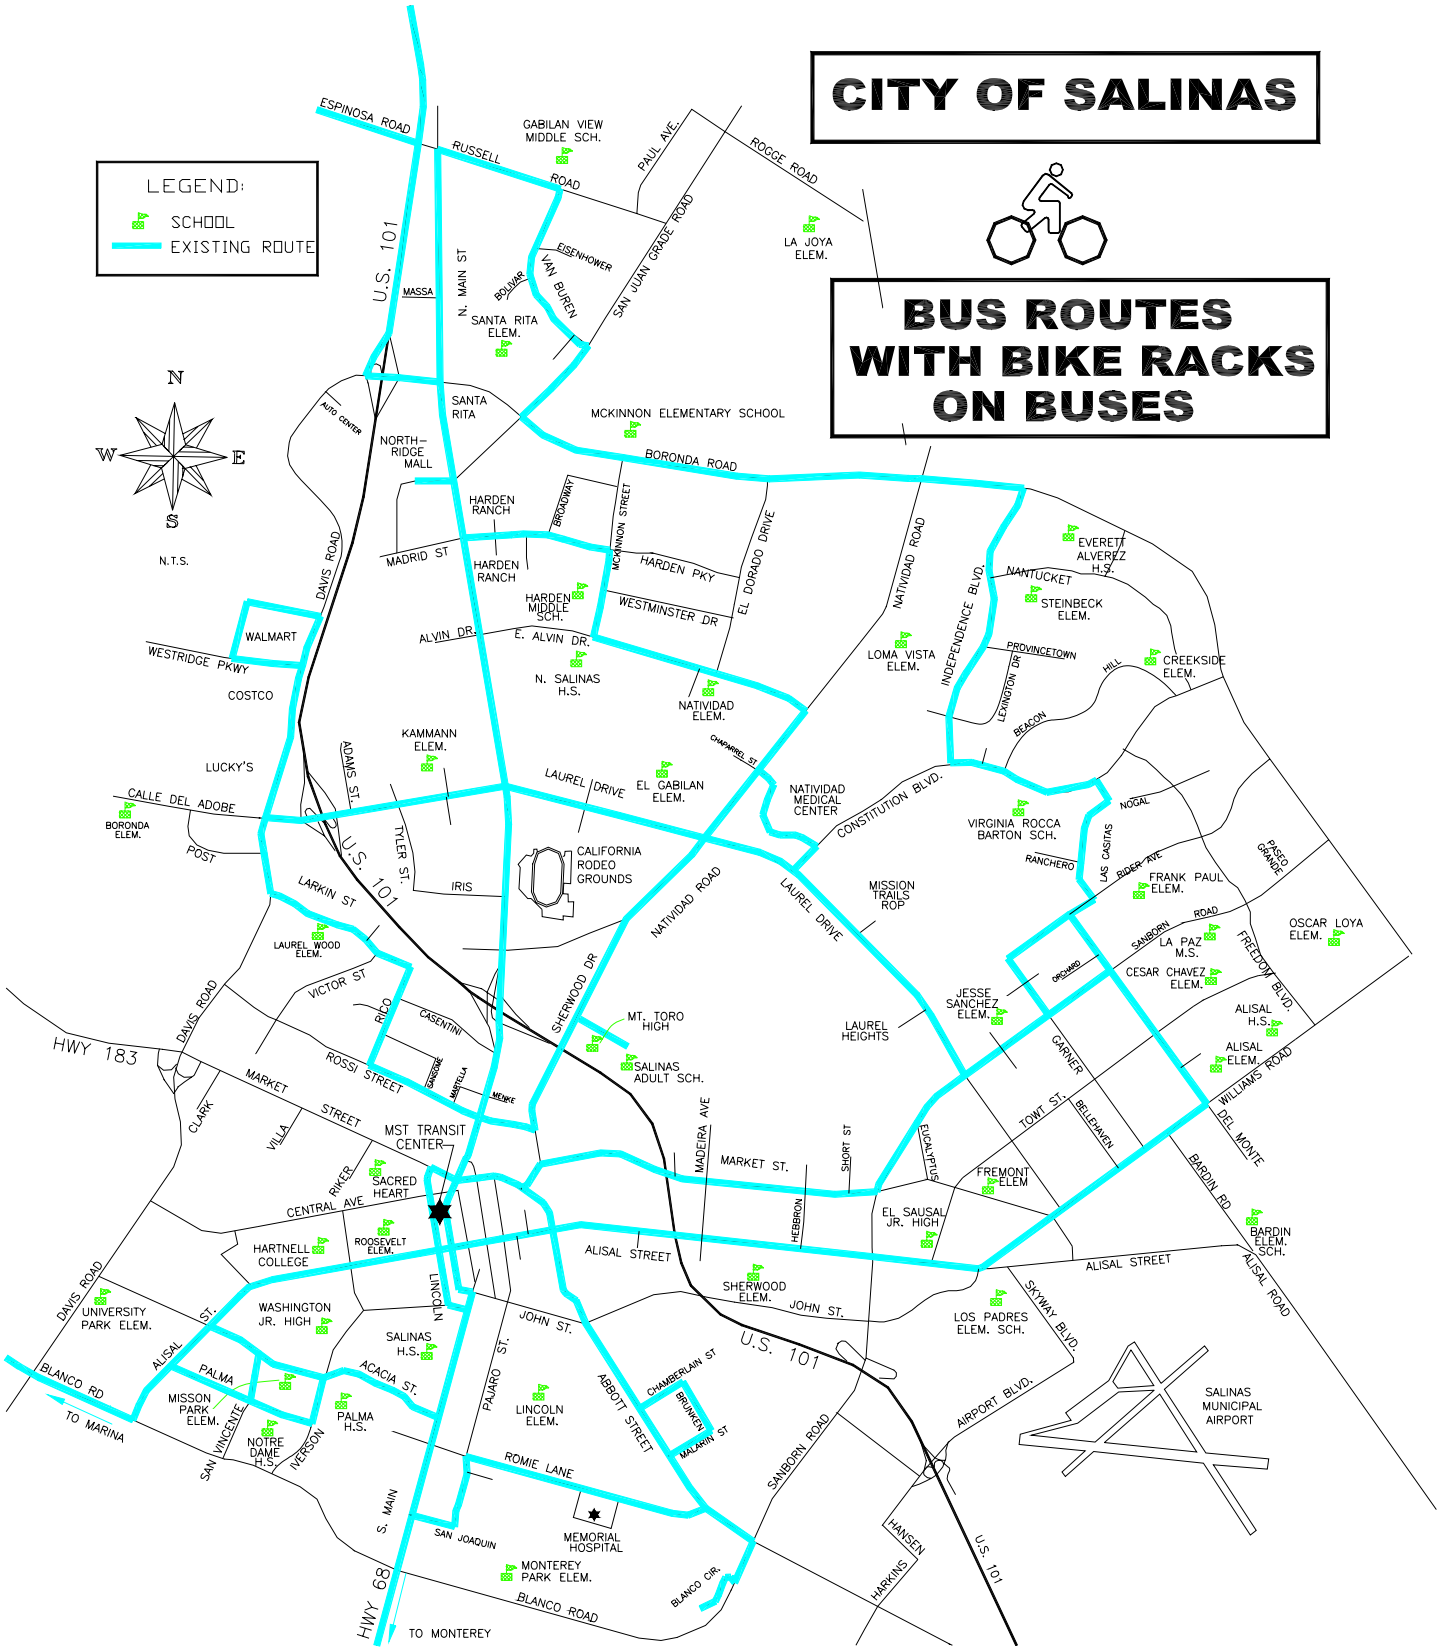 CITY OF SALINAS
BUS ROUTES
WITH BIKE RACKS
ON BUSES
LEGEND:
SCHOOL
EXISTING ROUTE
N
W
E
S
N.T.S.
ESPINOSA ROAD
RUSSELL
ROAD
GABILAN VIEW
MIDDLE SCH.
PAUL AVE.
ROGGE ROAD
LA JOYA
ELEM.
U.S. 101
MASSA
N. MAIN ST
BOLIVAR
EISENHOWER
VAN BUREN
SAN JUAN GRADE ROAD
SANTA RITA
ELEM.
AUTO CENTER
SANTA
RITA
NORTH-
RIDGE
MALL
MCKINNON ELEMENTARY SCHOOL
BORONDA ROAD
HARDEN
RANCH
BROADWAY
MCKINNON STREET
MADRID ST
HARDEN
RANCH
HARDEN PKY
EL DORADO DRIVE
NATIVIDAD ROAD
INDEPENDENCE BLVD.
EVERETT
ALVEREZ
H.S.
NANTUCKET
STEINBECK
ELEM.
DAVIS ROAD
HARDEN
MIDDLE
SCH.
WESTMINSTER DR
WALMART
WESTRIDGE PKWY
COSTCO
ALVIN DR.
E. ALVIN DR.
N. SALINAS
H.S.
NATIVIDAD
ELEM.
LOMA VISTA
ELEM.
PROVINCETOWN
LEXINGTON DR
HILL
BEACON
CREEKSIDE
ELEM.
LUCKY'S
CALLE DEL ADOBE
BORONDA
ELEM.
POST
ADAMS ST.
KAMMANN
ELEM.
LAUREL DRIVE
EL GABILAN
ELEM.
CHAPARREL ST
NATIVIDAD
MEDICAL
CENTER
CONSTITUTION BLVD.
VIRGINIA ROCCA
BARTON SCH.
NOGAL
RANCHERO
LAS CASITAS
RIDER AVE
PASEO
GRANDE
U.S. 101
TYLER ST.
IRIS
CALIFORNIA
RODEO
GROUNDS
LARKIN ST
LAUREL WOOD
ELEM.
NATIVIDAD ROAD
LAUREL DRIVE
MISSION
TRAILS
ROP
FRANK PAUL
ELEM.
SANBORN
ROAD
LA PAZ
M.S.
OSCAR LOYA
ELEM.
CESAR CHAVEZ
ELEM.
FREEDOM BLVD.
ORCHARD
JESSE
SANCHEZ
ELEM.
LAUREL
HEIGHTS
GARNER
ALISAL
H.S.
ALISAL
ELEM.
WILLIAMS ROAD
VICTOR ST
RICO
CASENTINI
SHERWOOD DR
MT. TORO
HIGH
SALINAS
ADULT SCH.
DAVIS ROAD
HWY 183
ROSSI STREET
SANSOME
MARTELLA
MENKE
MARKET
STREET
CLARK
VILLA
RIKER
MST TRANSIT
CENTER
SACRED
HEART
CENTRAL AVE
ROOSEVELT
ELEM.
HARTNELL
COLLEGE
MADEIRA AVE
MARKET ST.
SHORT ST
HEBBRON
EUCALYPTUS
TOWT ST.
BELLEHAVEN
FREMONT
ELEM
EL SAUSAL
JR. HIGH
DEL MONTE
BARDIN RD
BARDIN
ELEM.
SCH.
ALISAL STREET
ALISAL STREET
ALISAL ROAD
SHERWOOD
ELEM.
JOHN ST.
JOHN ST.
LOS PADRES
ELEM. SCH.
SKYWAY BLVD.
AIRPORT BLVD.
SALINAS
MUNICIPAL
AIRPORT
DAVIS ROAD
UNIVERSITY
PARK ELEM.
ALISAL
ST.
WASHINGTON
JR. HIGH
LINCOLN
SALINAS
H.S.
ACACIA ST.
PAJARO ST.
PALMA
MISSON
PARK
ELEM.
BLANCO RD
TO MARINA
SAN VINCENTE
NOTRE
DAME
H.S.
IVERSON
PALMA
H.S.
LINCOLN
ELEM.
ABBOTT STREET
CHAMBERLAIN ST
BRUNKEN
MALARIN ST
U.S. 101
SANBORN ROAD
ROMIE LANE
MEMORIAL
HOSPITAL
S. MAIN
SAN JOAQUIN
MONTEREY
PARK ELEM.
BLANCO ROAD
BLANCO CIR.
HWY 68
TO MONTEREY
HANSEN
HARKINS
U.S. 101